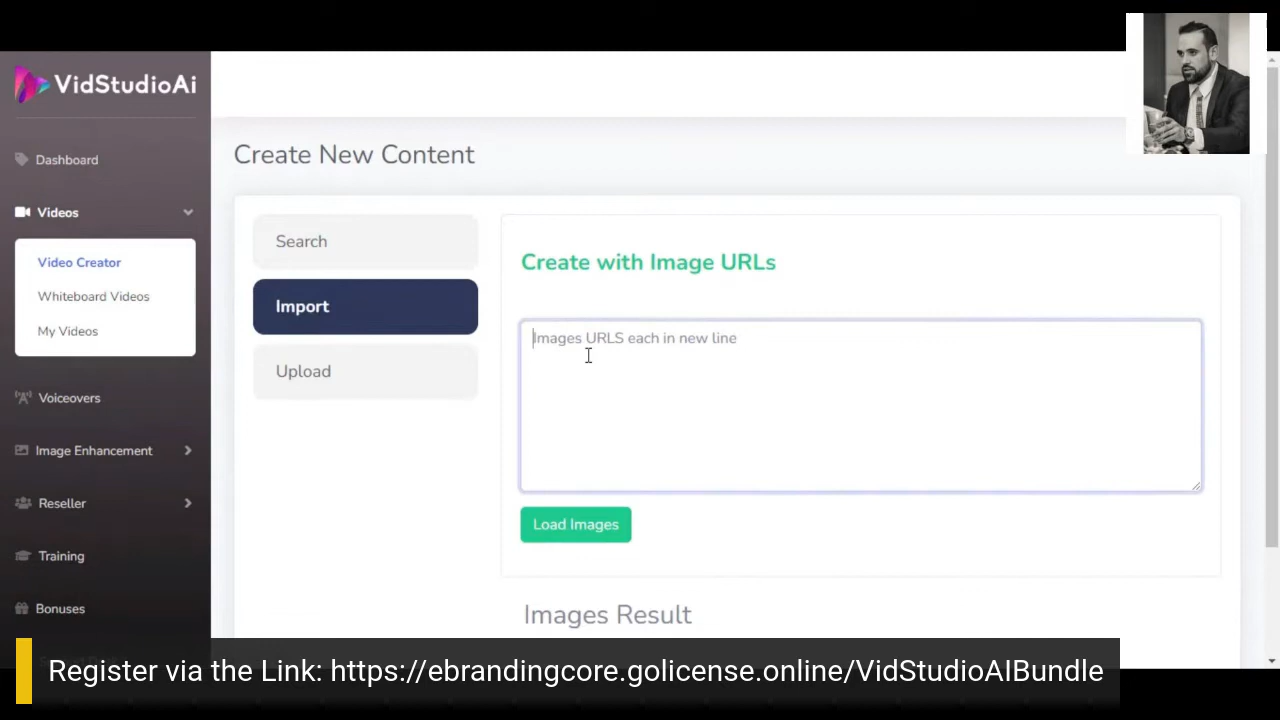 VidStudioAi
Dashboard
Videos
Video Creator
Whiteboard Videos
My Videos
Voiceovers
Image Enhancement
Reseller
Training
Bonuses
Create New Content
Search
Import
Upload
Create with Image URLs
Images URLS each in new line
Load Images
Images Result
Register via the Link: https://ebrandingcore.golicense.online/VidStudioAIBundle